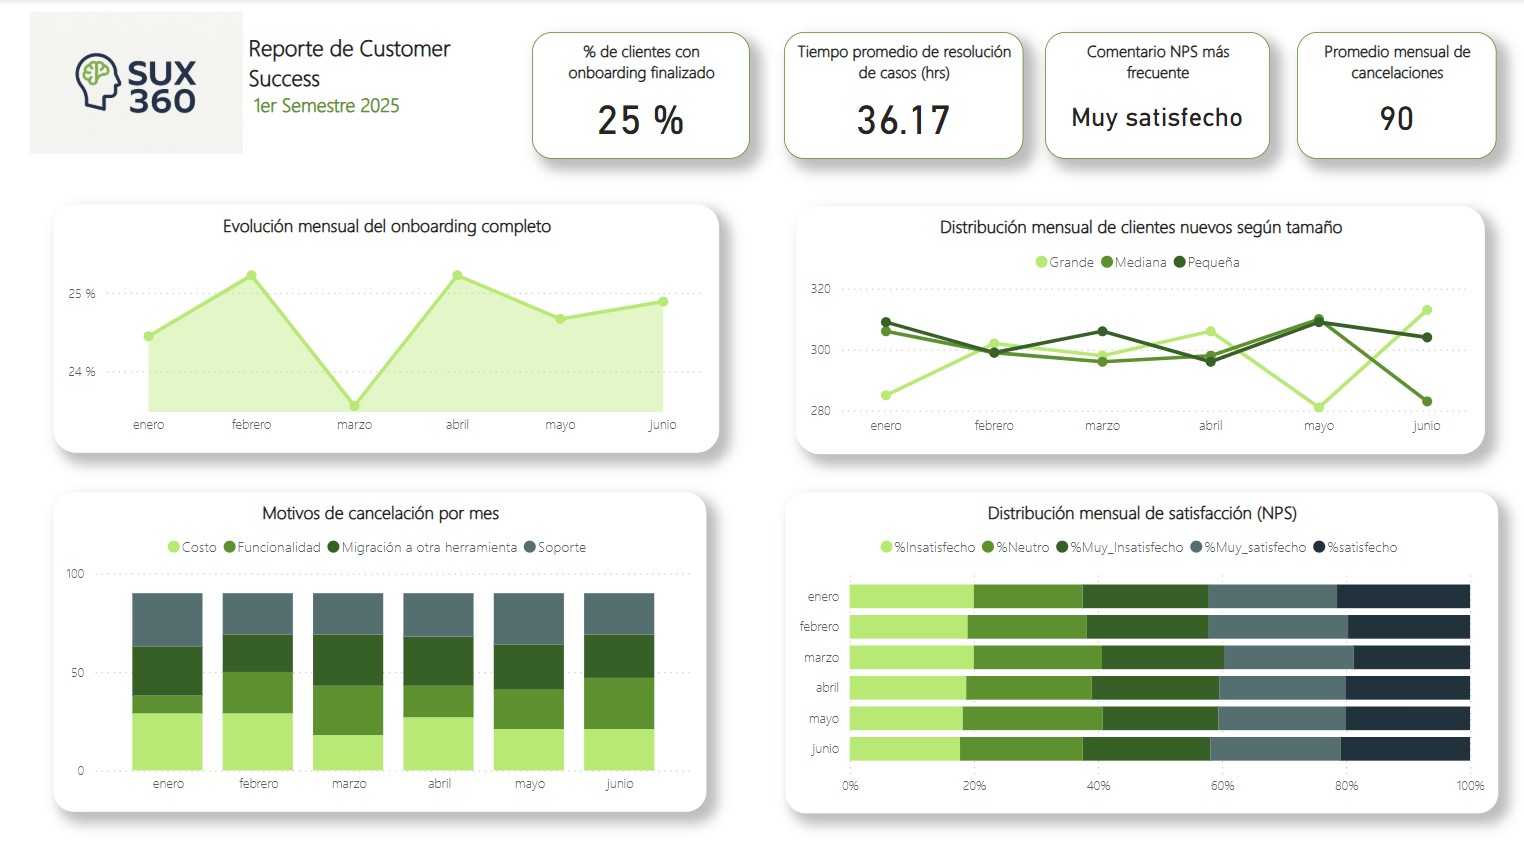 SUX
360
Reporte de Customer
Success
1er Semestre 2025
% de clientes con
onboarding finalizado
25 %
Tiempo promedio de resolución
de casos (hrs)
36.17
Comentario NPS más
frecuente
Muy satisfecho
Promedio mensual de
cancelaciones
90
Evolución mensual del onboarding completo
25 %
24 %
enero febrero marzo abril mayo junio
Distribución mensual de clientes nuevos según tamaño
Grande Mediana Pequeña
320
300
280
enero febrero marzo abril mayo junio
Motivos de cancelación por mes
Costo Funcionalidad Migración a otra herramienta Soporte
100
50
0
enero febrero marzo abril mayo junio
Distribución mensual de satisfacción (NPS)
%Insatisfecho %Neutro %Muy_Insatisfecho %Muy_satisfecho %satisfecho
enero
febrero
marzo
abril
mayo
junio
0% 20% 40% 60% 80% 100%